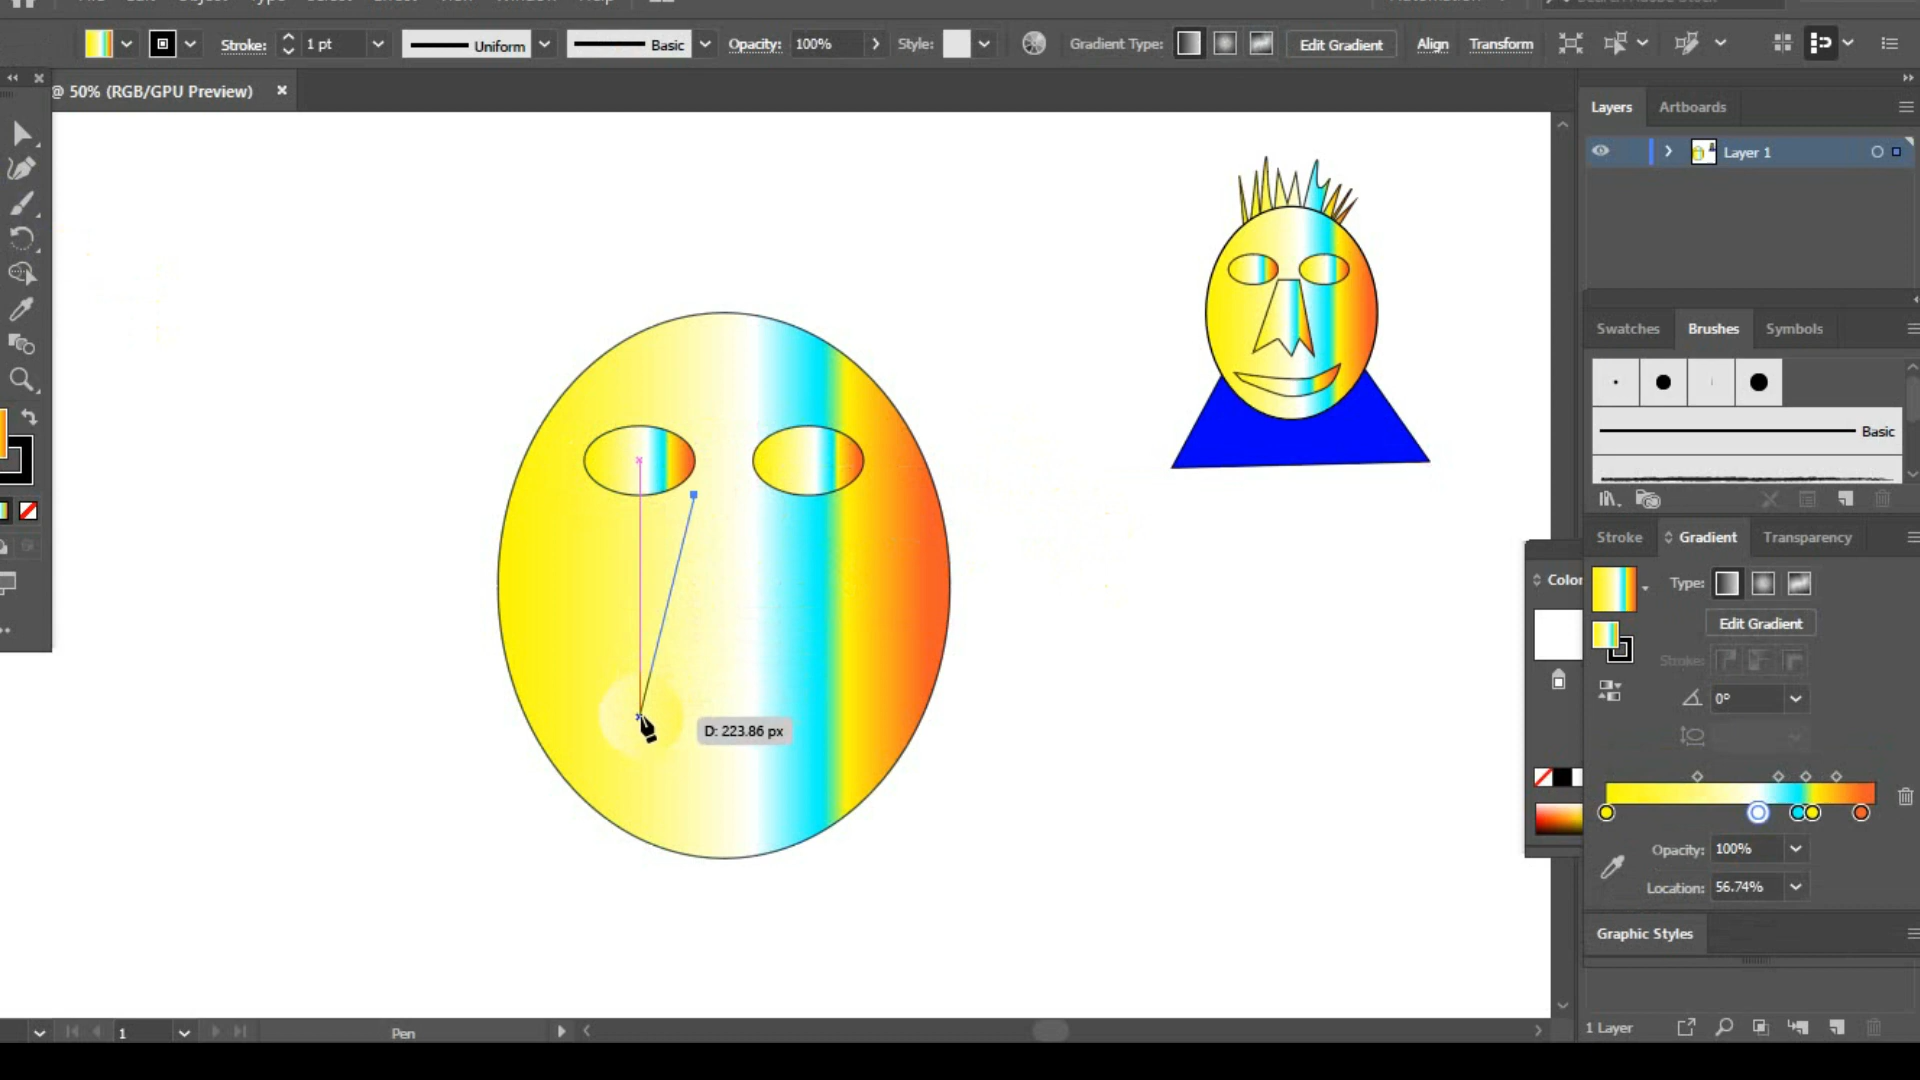 Stroke: 1 pt Uniform Basic Opacity: 100% Style: Gradient Type: Edit Gradient Align Transform
@ 50% (RGB/GPU Preview) ×
Layers Artboards
Layer 1
Swatches Brushes Symbols
Basic
Stroke Gradient Transparency
Color
Type:
Edit Gradient
Stroke:
0°
D: 223.86 px
Opacity: 100%
Location: 56.74%
Graphic Styles
1 Layer
1 Pen